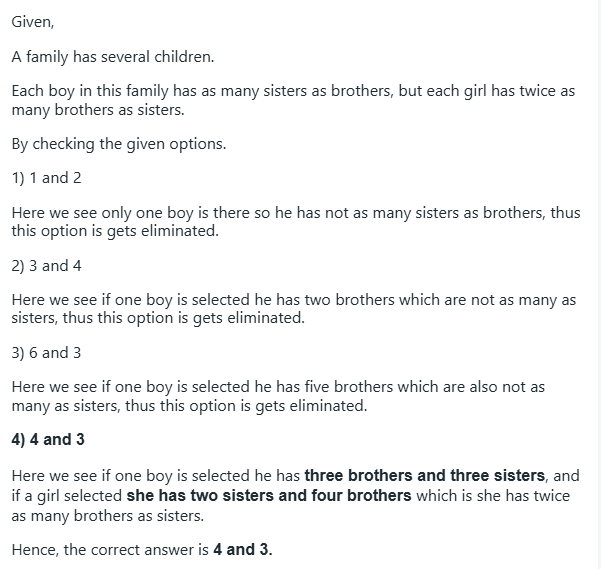 Given,
A family has several children.
Each boy in this family has as many sisters as brothers, but each girl has twice as
many brothers as sisters.
By checking the given options.
1) 1 and 2
Here we see only one boy is there so he has not as many sisters as brothers, thus
this option is gets eliminated.
2) 3 and 4
Here we see if one boy is selected he has two brothers which are not as many as
sisters, thus this option is gets eliminated.
3) 6 and 3
Here we see if one boy is selected he has five brothers which are also not as
many as sisters, thus this option is gets eliminated.
4) 4 and 3
Here we see if one boy is selected he has three brothers and three sisters, and
if a girl selected she has two sisters and four brothers which is she has twice
as many brothers as sisters.
Hence, the correct answer is 4 and 3.